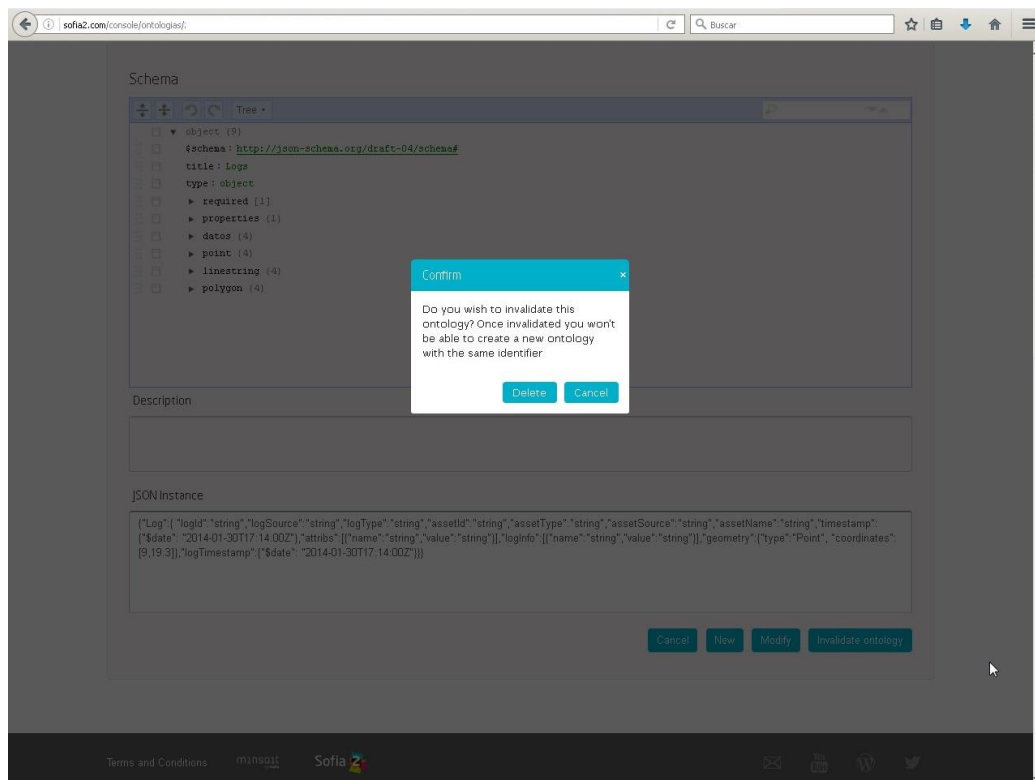 sofia2.com/console/ontologias/:
Buscar
Schema
Tree
object {9}
$schema : http://json-schema.org/draft-04/schema#
title : Logs
type : object
required [1]
properties {1}
datos {4}
point {4}
linestring {4}
polygon {4}
Confirm
×
Do you wish to invalidate this
ontology? Once invalidated you won't
be able to create a new ontology
with the same identifier
Delete
Cancel
Description
JSON Instance
{"Log":{ "logId":"string","logSource":"string","logType":"string","assetId":"string","assetType":"string","assetSource":"string","assetName":"string","timestamp":
{"$date": "2014-01-30T17:14:00Z"},"attribs":[{"name":"string","value":"string"}],"logInfo":[{"name":"string","value":"string"}],"geometry":{"type":"Point", "coordinates":
[9,19.3]},"logTimestamp":{"$date": "2014-01-30T17:14:00Z"}}}
Cancel
New
Modify
Invalidate ontology
Terms and Conditions
minsait
Sofia2
You Tube